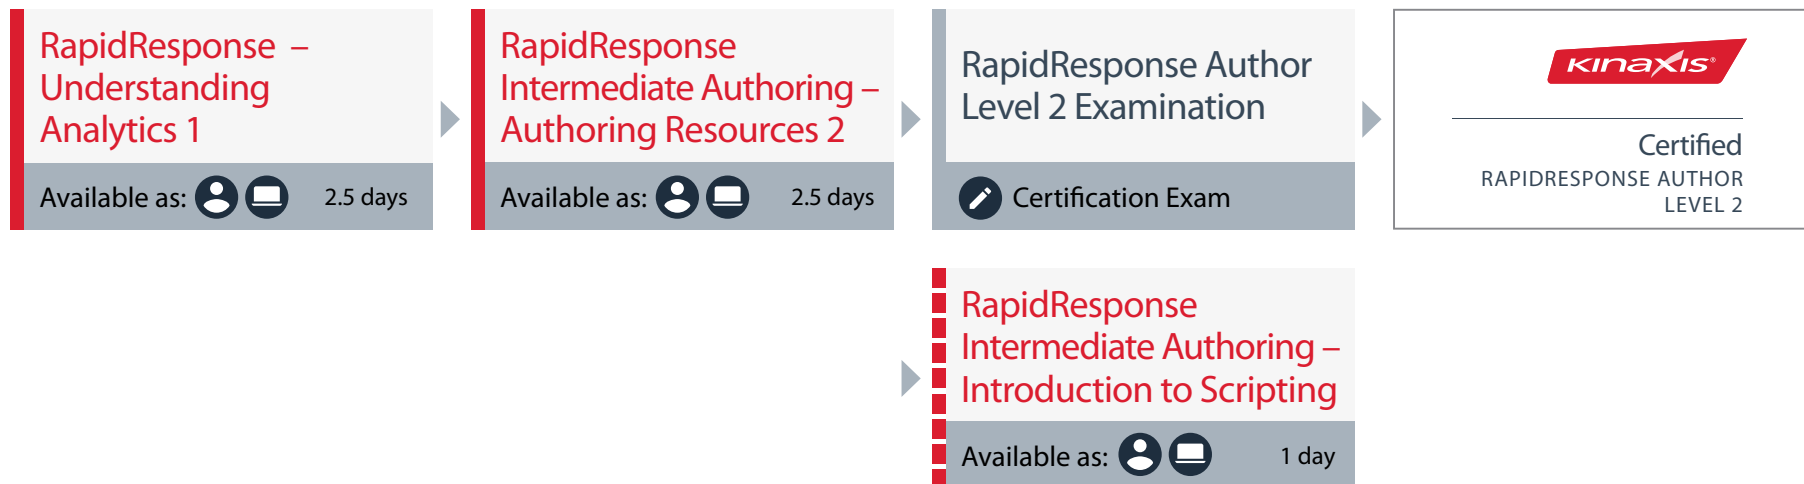 RapidResponse –
Understanding
Analytics 1
Available as:
2.5 days
RapidResponse
Intermediate Authoring –
Authoring Resources 2
Available as:
2.5 days
RapidResponse Author
Level 2 Examination
Certification Exam
KINAXIS®
Certified
RAPIDRESPONSE AUTHOR
LEVEL 2
RapidResponse
Intermediate Authoring –
Introduction to Scripting
Available as:
1 day